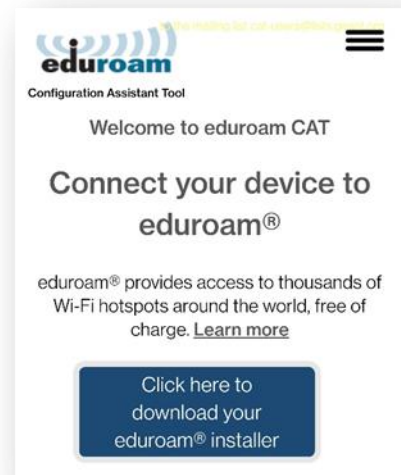 eduroam
Configuration Assistant Tool
Welcome to eduroam CAT
Connect your device to
eduroam®
eduroam® provides access to thousands of
Wi-Fi hotspots around the world, free of
charge. Learn more
Click here to
download your
eduroam® installer